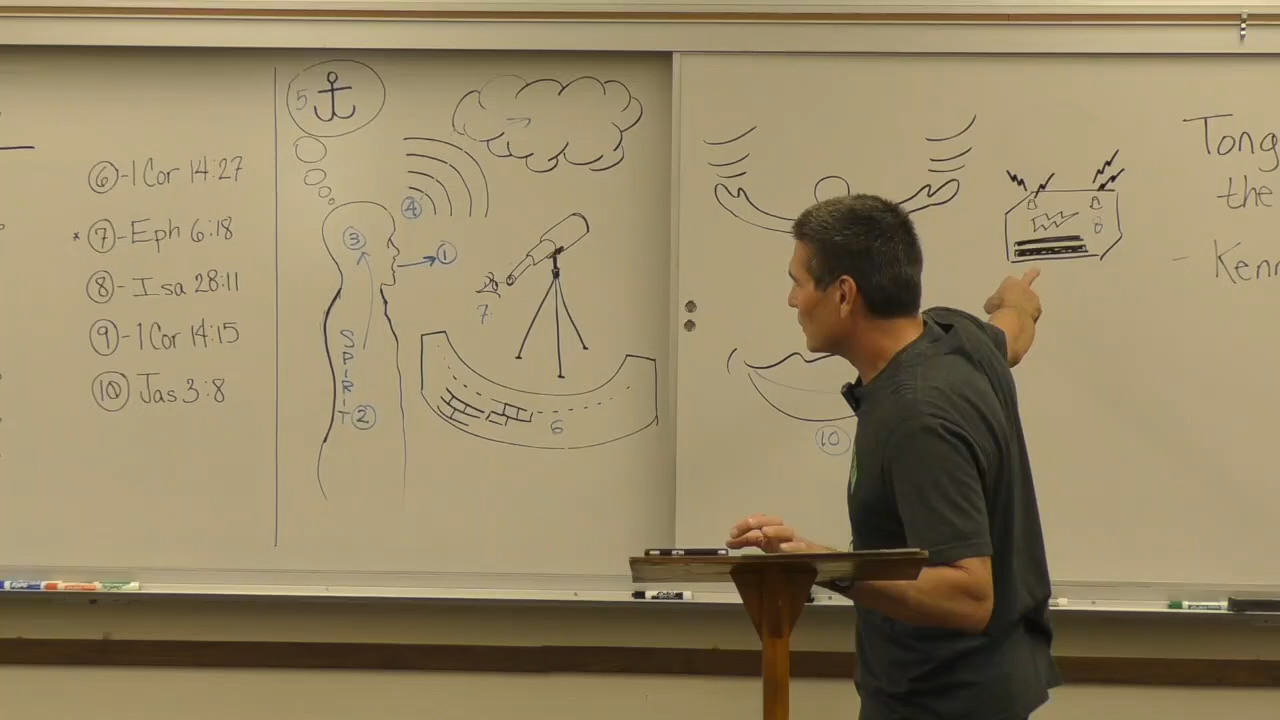 ⑥-1 Cor 14:27
* ⑦-Eph 6:18
⑧-Isa 28:11
⑨-1 Cor 14:15
⑩ Jas 3:8
5
④
③
①
SPIRIT
②
7
6
8
10
Tong
the
- Kenn